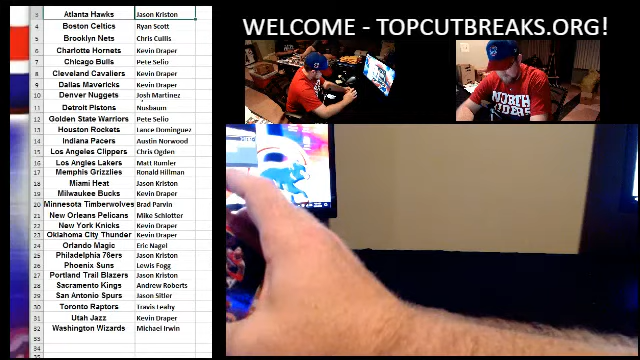 WELCOME - TOPCUTBREAKS.ORG!
3 Atlanta Hawks Jason Kriston
4 Boston Celtics Ryan Scott
5 Brooklyn Nets Chris Cullis
6 Charlotte Hornets Kevin Draper
7 Chicago Bulls Pete Selio
8 Cleveland Cavaliers Kevin Draper
9 Dallas Mavericks Kevin Draper
10 Denver Nuggets Josh Martinez
11 Detroit Pistons Nusbaum
12 Golden State Warriors Pete Selio
13 Houston Rockets Lance Dominguez
14 Indiana Pacers Austin Norwood
15 Los Angeles Clippers Chris Ogden
16 Los Angles Lakers Matt Rumler
17 Memphis Grizzlies Ronald Hillman
18 Miami Heat Jason Kriston
19 Milwaukee Bucks Kevin Draper
20 Minnesota Timberwolves Brad Parvin
21 New Orleans Pelicans Mike Schlotter
22 New York Knicks Kevin Draper
23 Oklahoma City Thunder Kevin Draper
24 Orlando Magic Eric Nagel
25 Philadelphia 76ers Jason Kriston
26 Phoenix Suns Lewis Fogg
27 Portland Trail Blazers Jason Kriston
28 Sacramento Kings Andrew Roberts
29 San Antonio Spurs Jason Sitler
30 Toronto Raptors Travis Leahy
31 Utah Jazz Kevin Draper
32 Washington Wizards Michael Irwin
33
34
NORTH
RIDERS